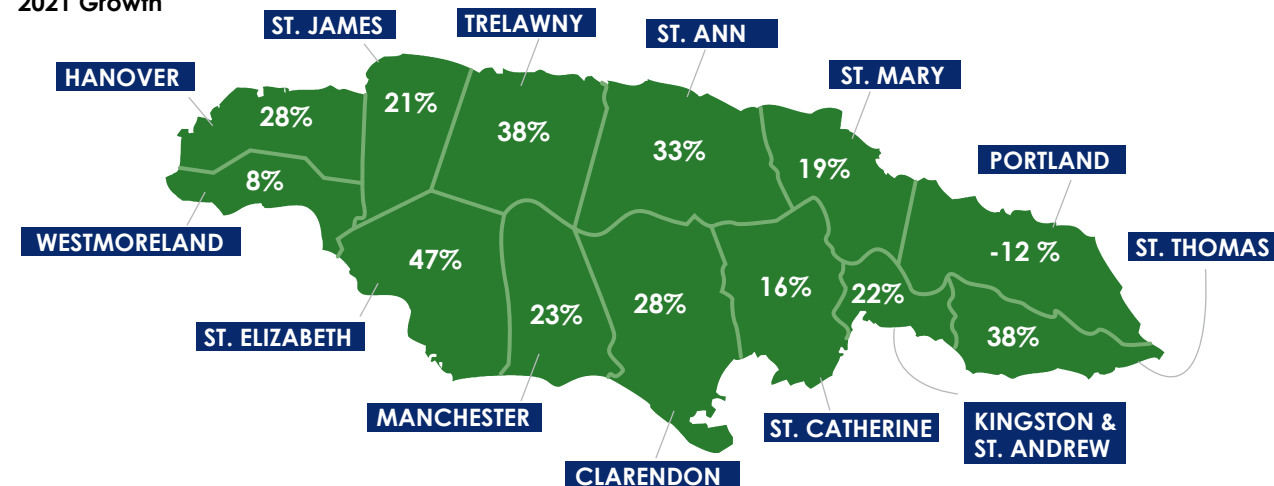 2021 Growth
ST. JAMES
TRELAWNY
ST. ANN
HANOVER
ST. MARY
28%
21%
38%
33%
19%
PORTLAND
8%
WESTMORELAND
-12 %
ST. THOMAS
47%
23%
28%
16%
22%
38%
ST. ELIZABETH
MANCHESTER
ST. CATHERINE
KINGSTON &
ST. ANDREW
CLARENDON